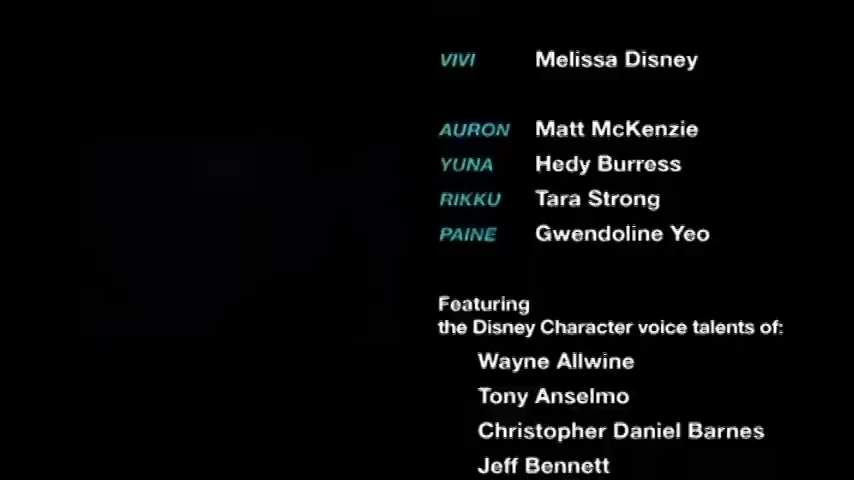 VIVI Melissa Disney
AURON Matt McKenzie
YUNA Hedy Burress
RIKKU Tara Strong
PAINE Gwendoline Yeo
Featuring
the Disney Character voice talents of:
Wayne Allwine
Tony Anselmo
Christopher Daniel Barnes
Jeff Bennett